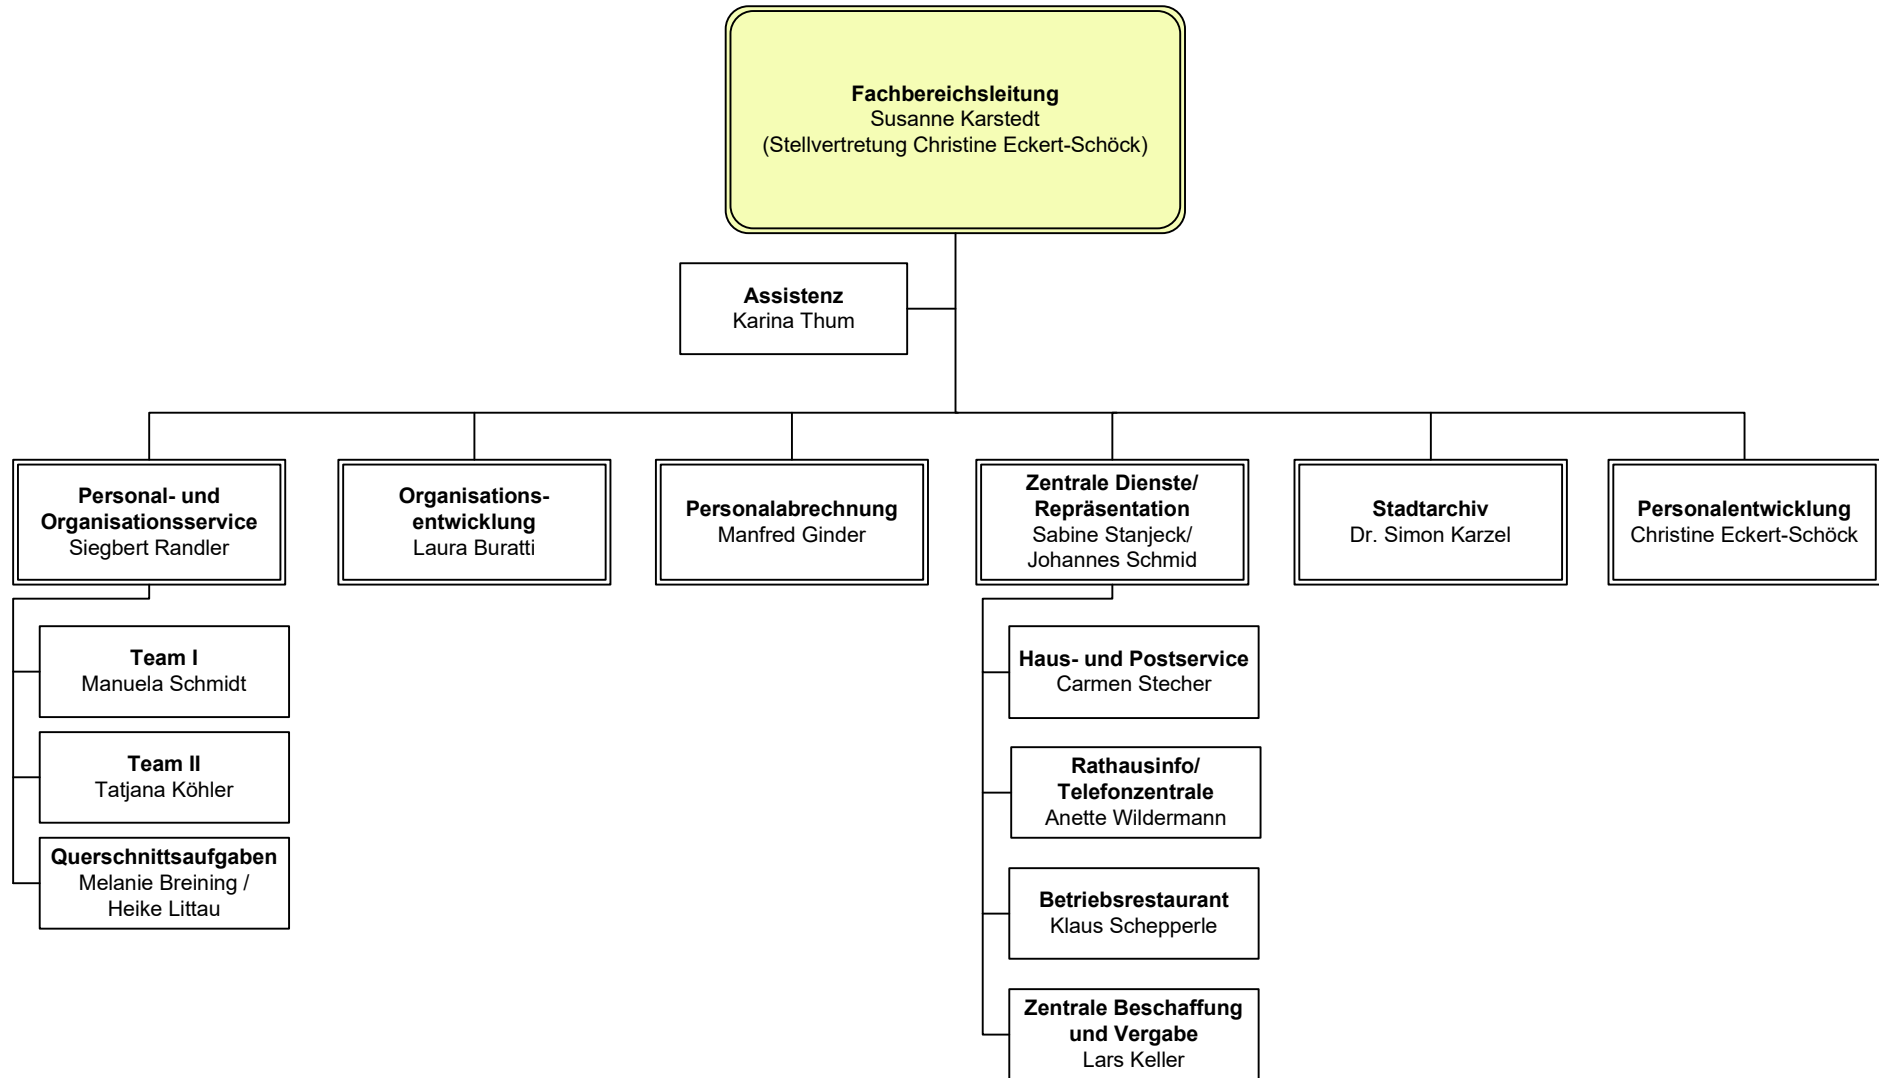 Fachbereichsleitung
Susanne Karstedt
(Stellvertretung Christine Eckert-Schöck)
Assistenz
Karina Thum
Personal- und
Organisationsservice
Siegbert Randler
Organisations-
entwicklung
Laura Buratti
Personalabrechnung
Manfred Ginder
Zentrale Dienste/
Repräsentation
Sabine Stanjeck/
Johannes Schmid
Stadtarchiv
Dr. Simon Karzel
Personalentwicklung
Christine Eckert-Schöck
Team I
Manuela Schmidt
Team II
Tatjana Köhler
Querschnittsaufgaben
Melanie Breining /
Heike Littau
Haus- und Postservice
Carmen Stecher
Rathausinfo/
Telefonzentrale
Anette Wildermann
Betriebsrestaurant
Klaus Schepperle
Zentrale Beschaffung
und Vergabe
Lars Keller